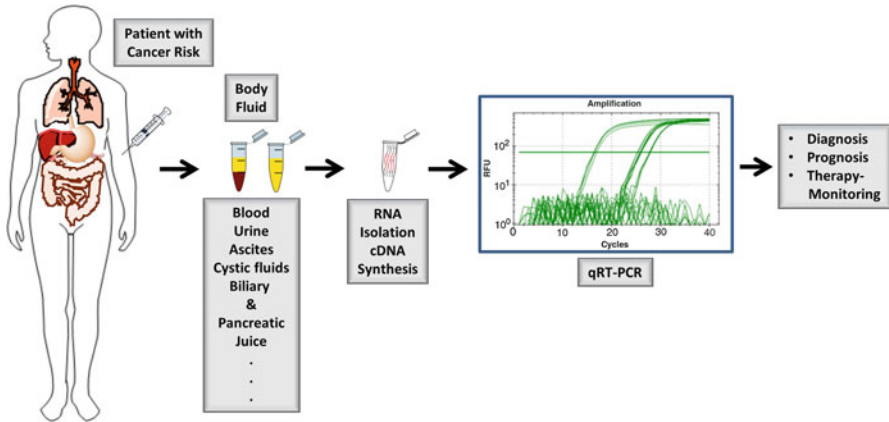 Patient with
Cancer Risk
Body
Fluid
Blood
Urine
Ascites
Cystic fluids
Biliary
&
Pancreatic
Juice
.
.
.
RNA
Isolation
cDNA
Synthesis
Amplification
RFU
10²
10¹
10⁰
10 20 30 40
Cycles
qRT-PCR
• Diagnosis
• Prognosis
• Therapy-
Monitoring